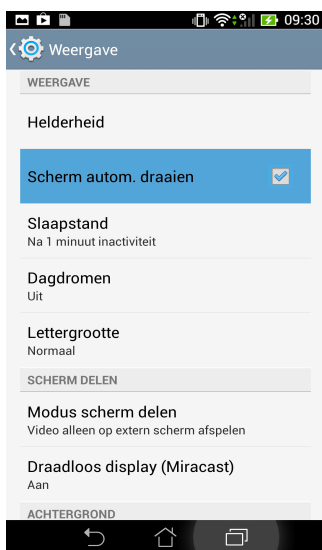 09:30
Weergave
WEERGAVE
Helderheid
Scherm autom. draaien
Slaapstand
Na 1 minuut inactiviteit
Dagdromen
Uit
Lettergrootte
Normaal
SCHERM DELEN
Modus scherm delen
Video alleen op extern scherm afspelen
Draadloos display (Miracast)
Aan
ACHTERGROND